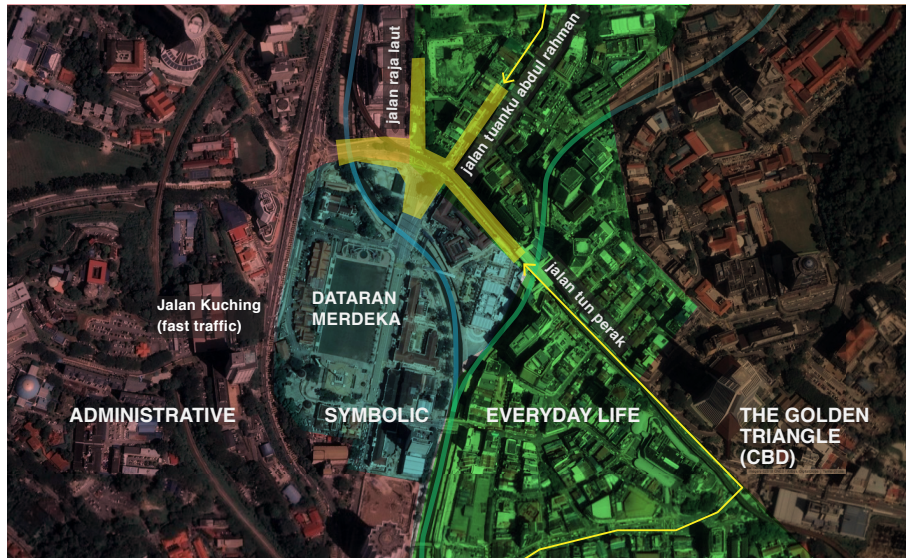 jalan raja laut
jalan tuanku abdul rahman
jalan tun perak
DATARAN
MERDEKA
Jalan Kuching
(fast traffic)
ADMINISTRATIVE
SYMBOLIC
EVERYDAY LIFE
THE GOLDEN
TRIANGLE
(CBD)